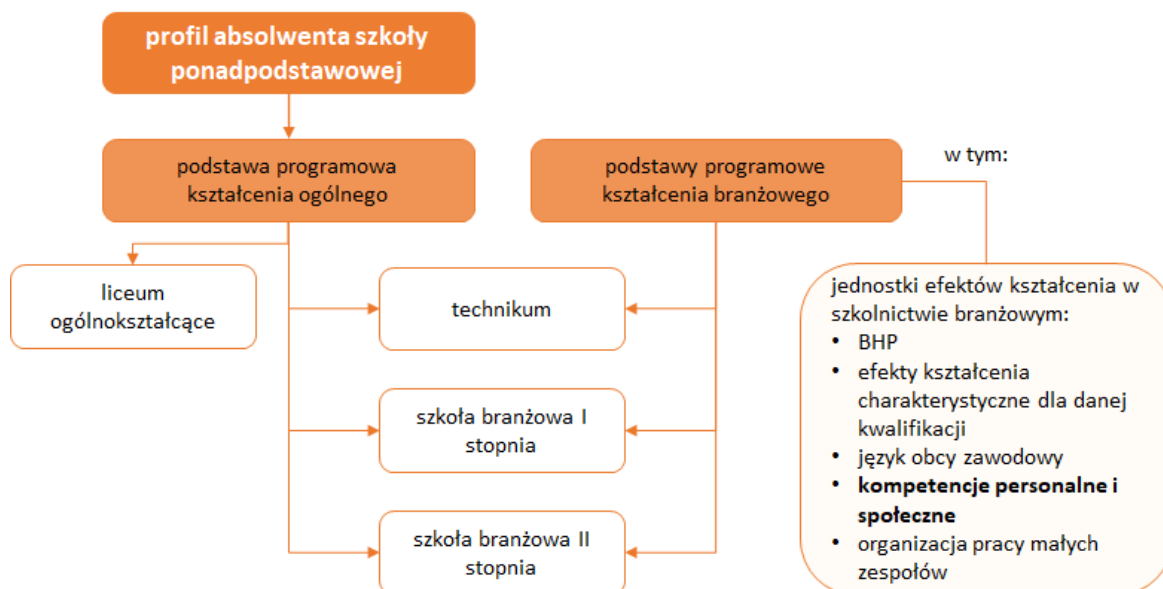 profil absolwenta szkoły
ponadpodstawowej
podstawa programowa
kształcenia ogólnego
podstawy programowe
kształcenia branżowego
w tym:
liceum
ogólnokształcące
technikum
szkoła branżowa I
stopnia
szkoła branżowa II
stopnia
jednostki efektów kształcenia w
szkolnictwie branżowym:
• BHP
• efekty kształcenia
charakterystyczne dla danej
kwalifikacji
• język obcy zawodowy
• kompetencje personalne i
społeczne
• organizacja pracy małych
zespołów